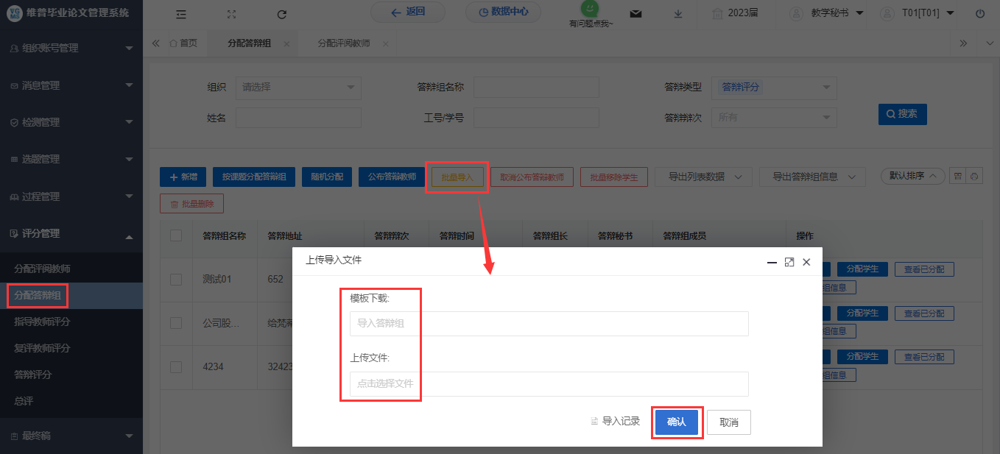 维普毕业论文管理系统
返回
数据中心
有问题点我~
2023届
教学秘书
T01[T01]
组织账号管理
消息管理
检测管理
选题管理
过程管理
评分管理
分配评阅教师
分配答辩组
指导教师评分
复评教师评分
答辩评分
总评
最终稿
首页
分配答辩组
分配评阅教师
组织
请选择
答辩组名称
答辩类型
答辩评分
姓名
工号/学号
答辩辩次
所有
搜索
新增
按课题分配答辩组
随机分配
公布答辩教师
批量导入
取消公布答辩教师
批量移除学生
导出列表数据
导出答辩组信息
默认排序
批量删除
答辩组名称 答辩地址 答辩辩次 答辩时间 答辩组长 答辩秘书 答辩组成员 操作
测试01 652 分配学生 查看已分配
组信息
公司股... 分配学生 查看已分配
组信息
4234 32423 分配学生 查看已分配
组信息
上传导入文件
模板下载:
导入答辩组
上传文件:
点击选择文件
导入记录
确认
取消